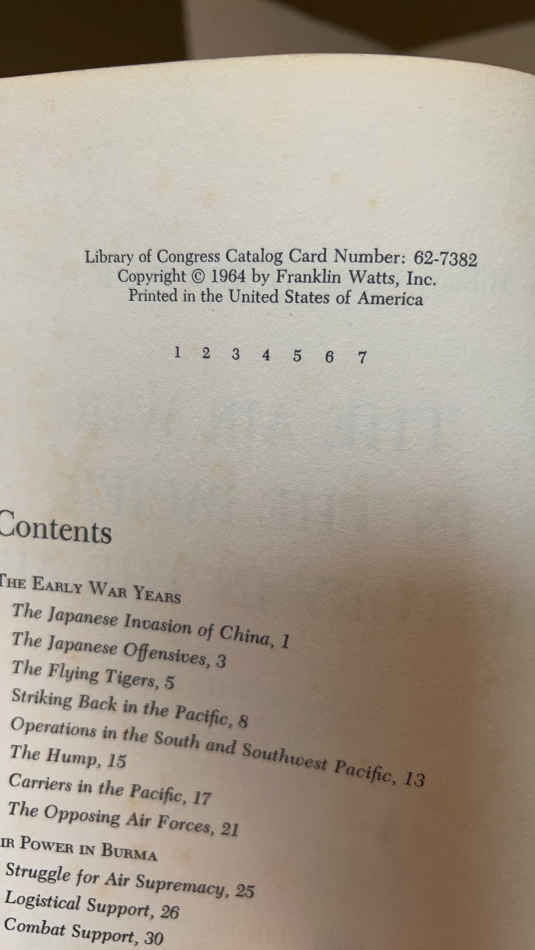 Library of Congress Catalog Card Number: 62-7382
Copyright © 1964 by Franklin Watts, Inc.
Printed in the United States of America
1 2 3 4 5 6 7
Contents
THE EARLY WAR YEARS
The Japanese Invasion of China, 1
The Japanese Offensives, 3
The Flying Tigers, 5
Striking Back in the Pacific, 8
Operations in the South and Southwest Pacific, 13
The Hump, 15
Carriers in the Pacific, 17
The Opposing Air Forces, 21
IR POWER IN BURMA
Struggle for Air Supremacy, 25
Logistical Support, 26
Combat Support, 30